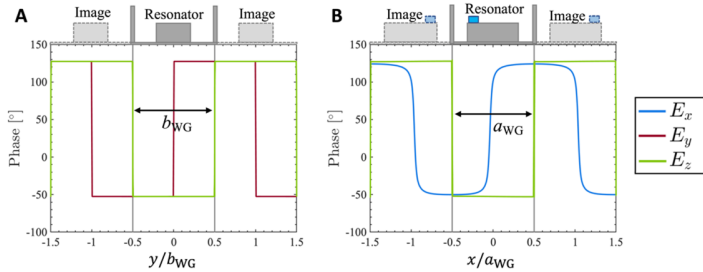 A
Image
Resonator
Image
150
100
50
0
-50
-100
Phase [°]
b_WG
-1.5 -1 -0.5 0 0.5 1 1.5
y/b_WG
B
Image
Resonator
Image
150
100
50
0
-50
-100
Phase [°]
a_WG
-1.5 -1 -0.5 0 0.5 1 1.5
x/a_WG
E_x
E_y
E_z